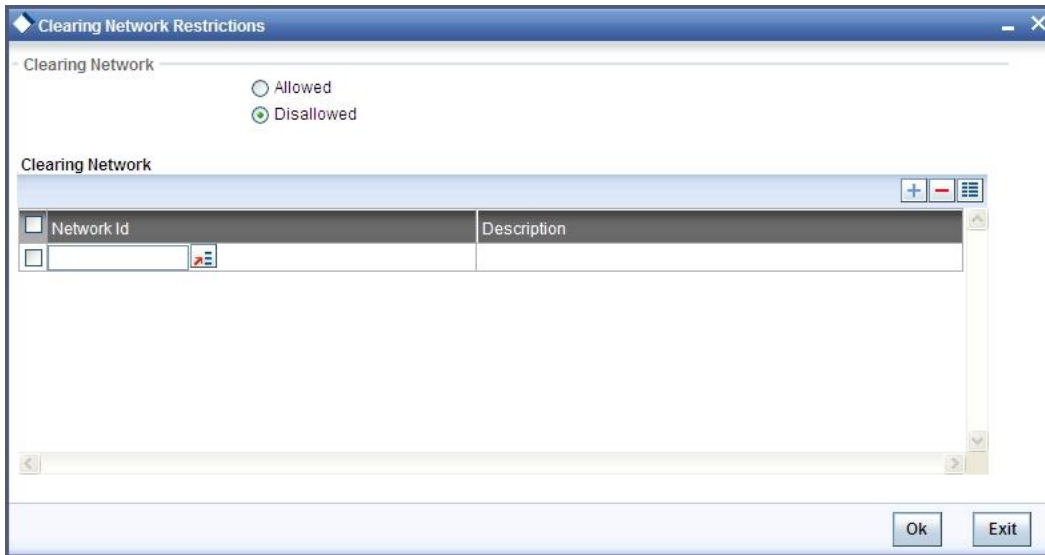 Clearing Network Restrictions
Clearing Network
Allowed
Disallowed
Clearing Network
Network Id Description
Ok Exit